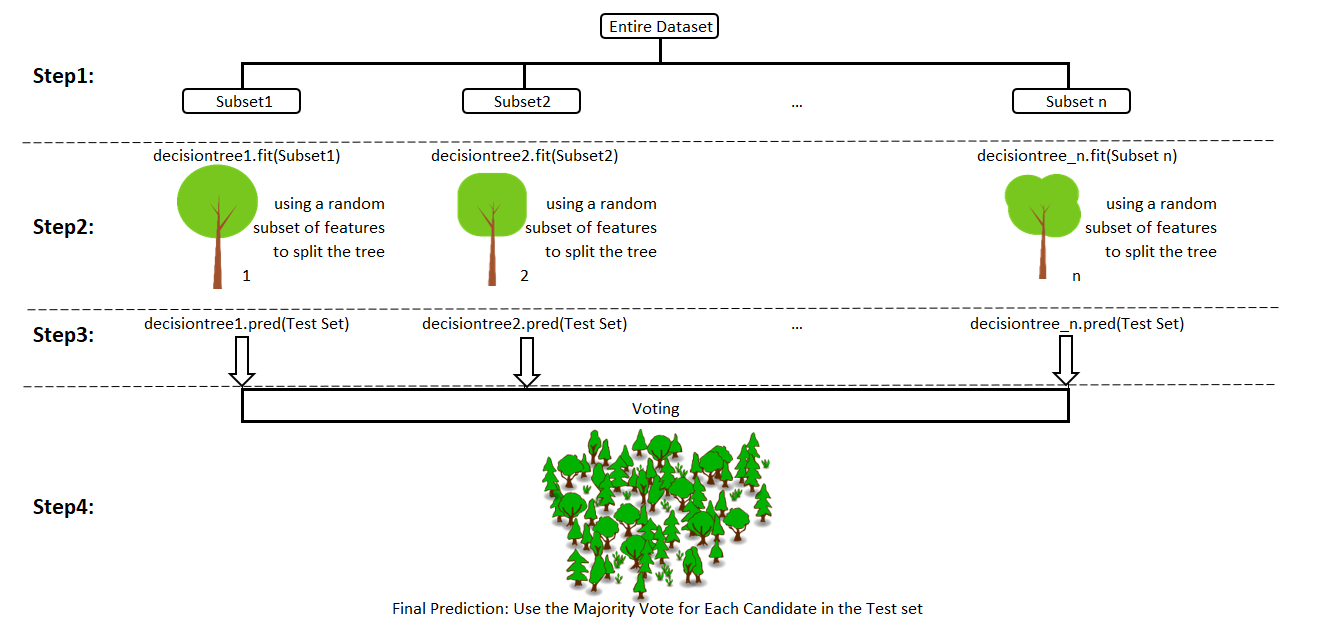 Entire Dataset
Step1:
Subset1
Subset2
...
Subset n
decisiontree1.fit(Subset1)
decisiontree2.fit(Subset2)
decisiontree_n.fit(Subset n)
Step2:
using a random
subset of features
to split the tree
1
using a random
subset of features
to split the tree
2
using a random
subset of features
to split the tree
n
Step3:
decisiontree1.pred(Test Set)
decisiontree2.pred(Test Set)
...
decisiontree_n.pred(Test Set)
Voting
Step4:
Final Prediction: Use the Majority Vote for Each Candidate in the Test set